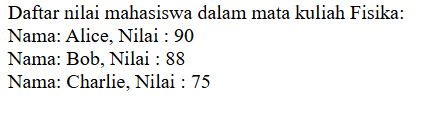 Daftar nilai mahasiswa dalam mata kuliah Fisika:
Nama: Alice, Nilai : 90
Nama: Bob, Nilai : 88
Nama: Charlie, Nilai : 75